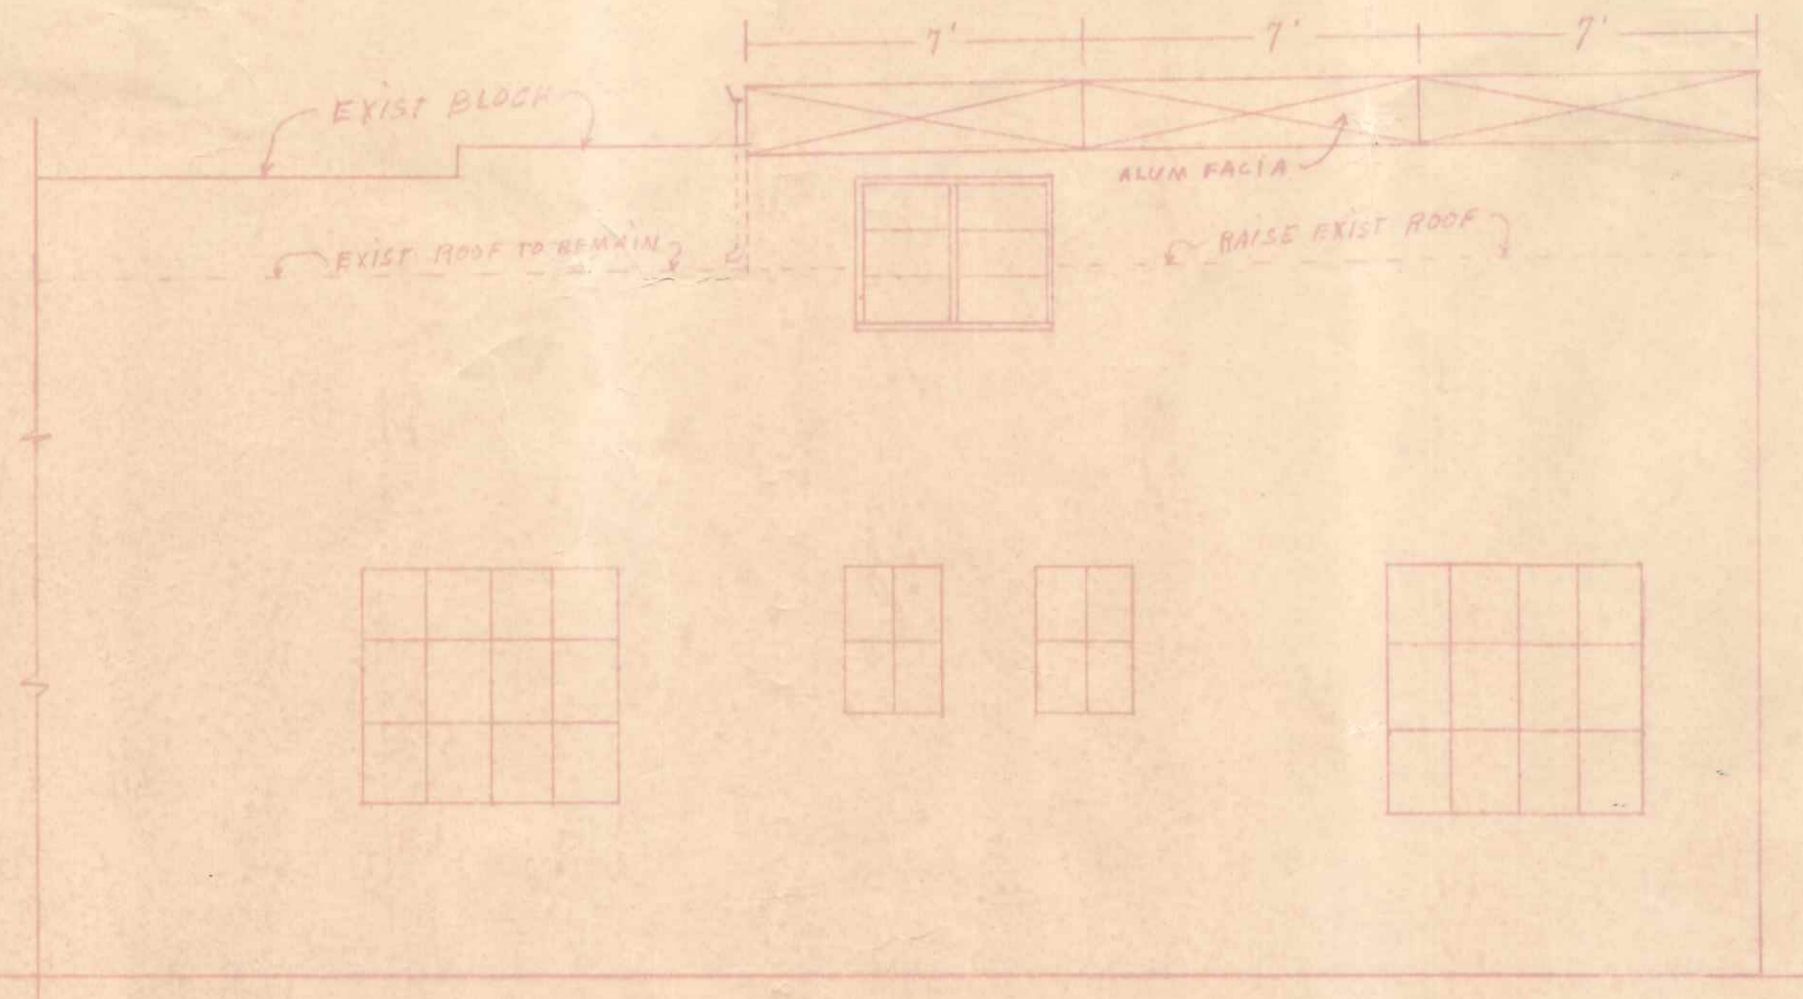 7' 7' 7'
EXIST BLOCK
ALUM FACIA
RAISE EXIST ROOF
EXIST ROOF TO REMAIN